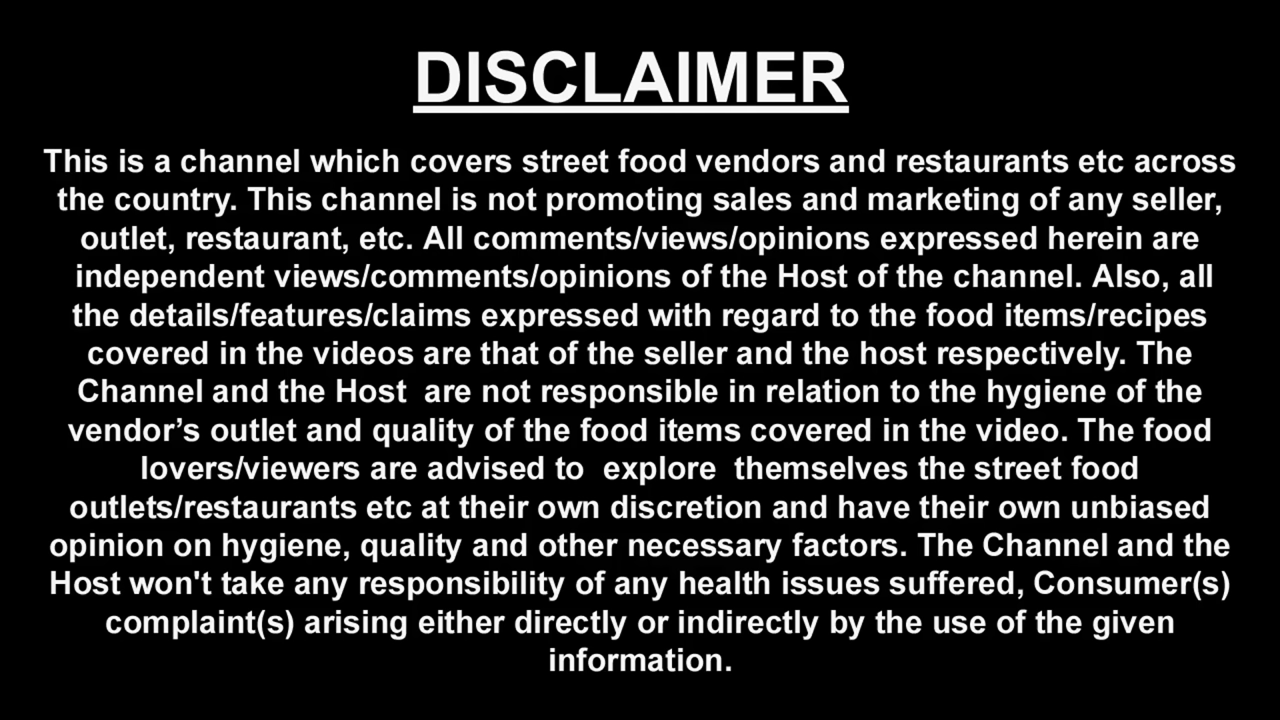 DISCLAIMER
This is a channel which covers street food vendors and restaurants etc across
the country. This channel is not promoting sales and marketing of any seller,
outlet, restaurant, etc. All comments/views/opinions expressed herein are
independent views/comments/opinions of the Host of the channel. Also, all
the details/features/claims expressed with regard to the food items/recipes
covered in the videos are that of the seller and the host respectively. The
Channel and the Host  are not responsible in relation to the hygiene of the
vendor’s outlet and quality of the food items covered in the video. The food
lovers/viewers are advised to  explore  themselves the street food
outlets/restaurants etc at their own discretion and have their own unbiased
opinion on hygiene, quality and other necessary factors. The Channel and the
Host won't take any responsibility of any health issues suffered, Consumer(s)
complaint(s) arising either directly or indirectly by the use of the given
information.